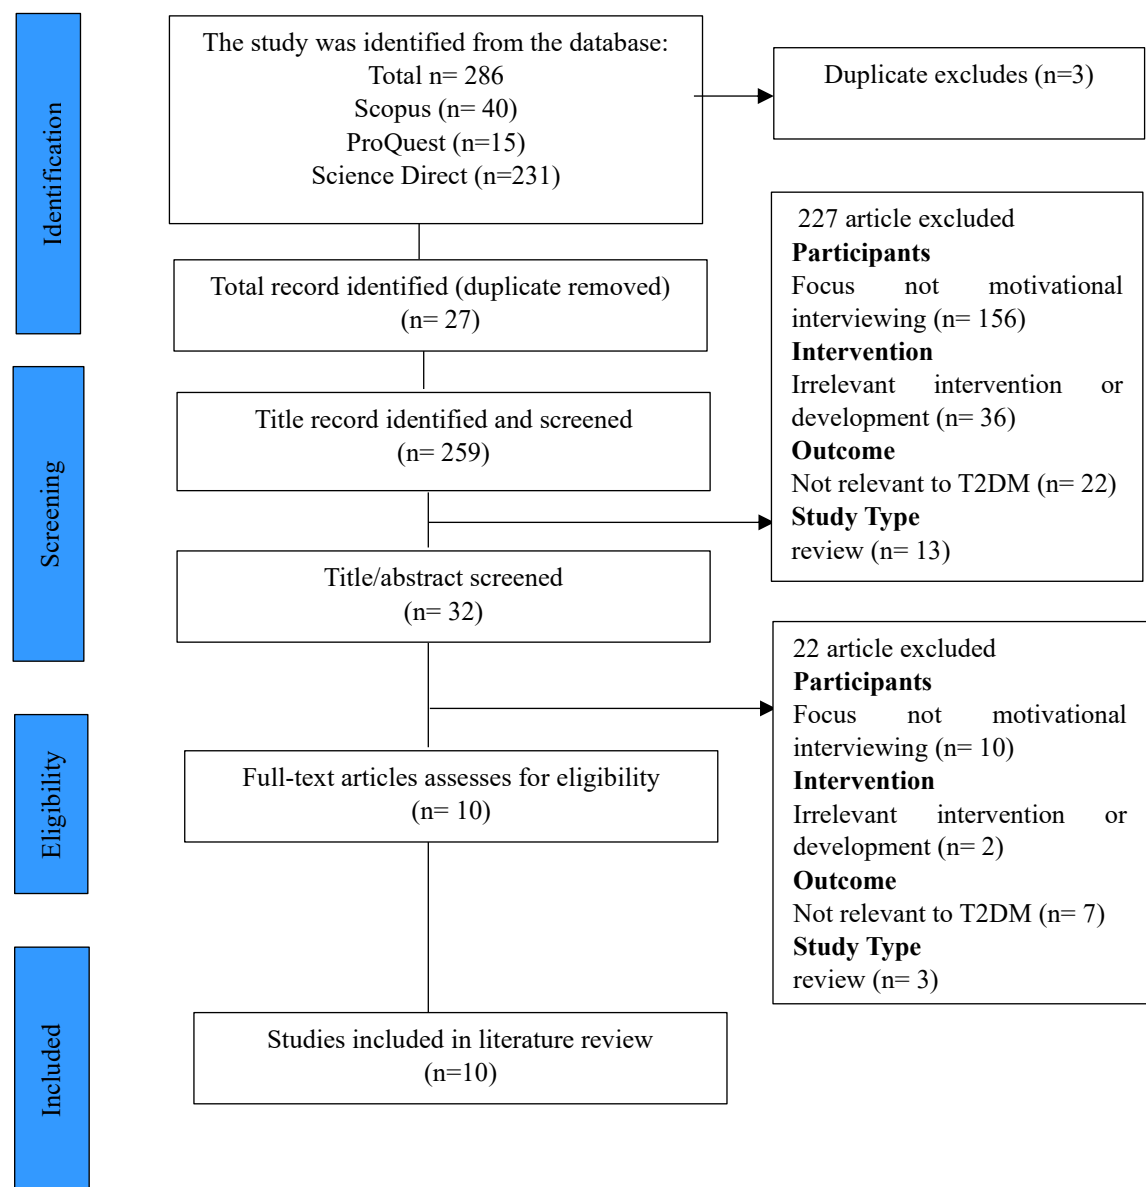 Identification
The study was identified from the database:
Total n= 286
Scopus (n= 40)
ProQuest (n=15)
Science Direct (n=231)
Duplicate excludes (n=3)
Total record identified (duplicate removed)
(n= 27)
Screening
Title record identified and screened
(n= 259)
227 article excluded
Participants
Focus not motivational
interviewing (n= 156)
Intervention
Irrelevant intervention or
development (n= 36)
Outcome
Not relevant to T2DM (n= 22)
Study Type
review (n= 13)
Title/abstract screened
(n= 32)
22 article excluded
Participants
Focus not motivational
interviewing (n= 10)
Intervention
Irrelevant intervention or
development (n= 2)
Outcome
Not relevant to T2DM (n= 7)
Study Type
review (n= 3)
Eligibility
Full-text articles assesses for eligibility
(n= 10)
Included
Studies included in literature review
(n=10)